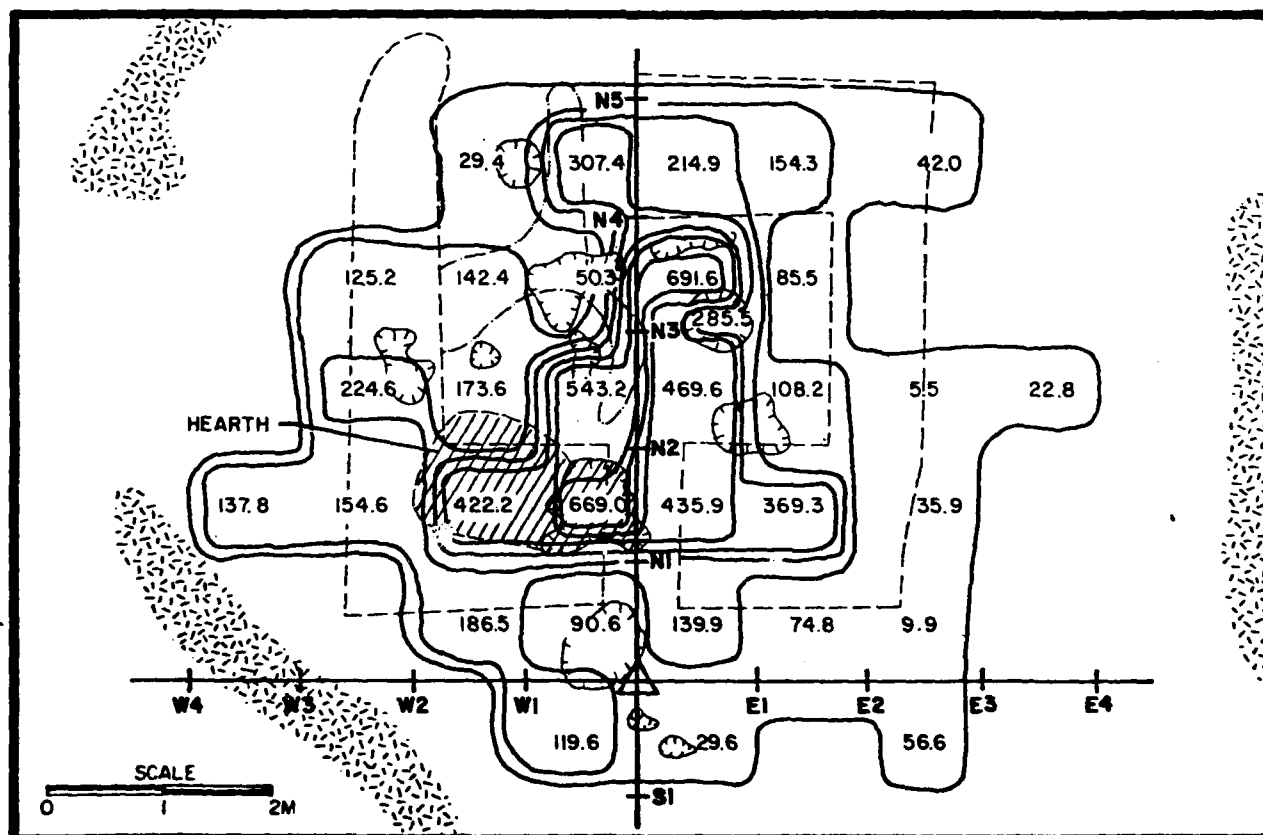 N5
29.4 307.4 214.9 154.3 42.0
N4
125.2 142.4 50.3 691.6 85.5
285.5
N3
224.6 173.6 543.2 469.6 108.2 5.5 22.8
HEARTH
N2
137.8 154.6 422.2 669.0 435.9 369.3 35.9
N1
186.5 90.6 139.9 74.8 9.9
W4 W3 W2 W1 E1 E2 E3 E4
119.6 29.6 56.6
SCALE
0 1 2M
S1